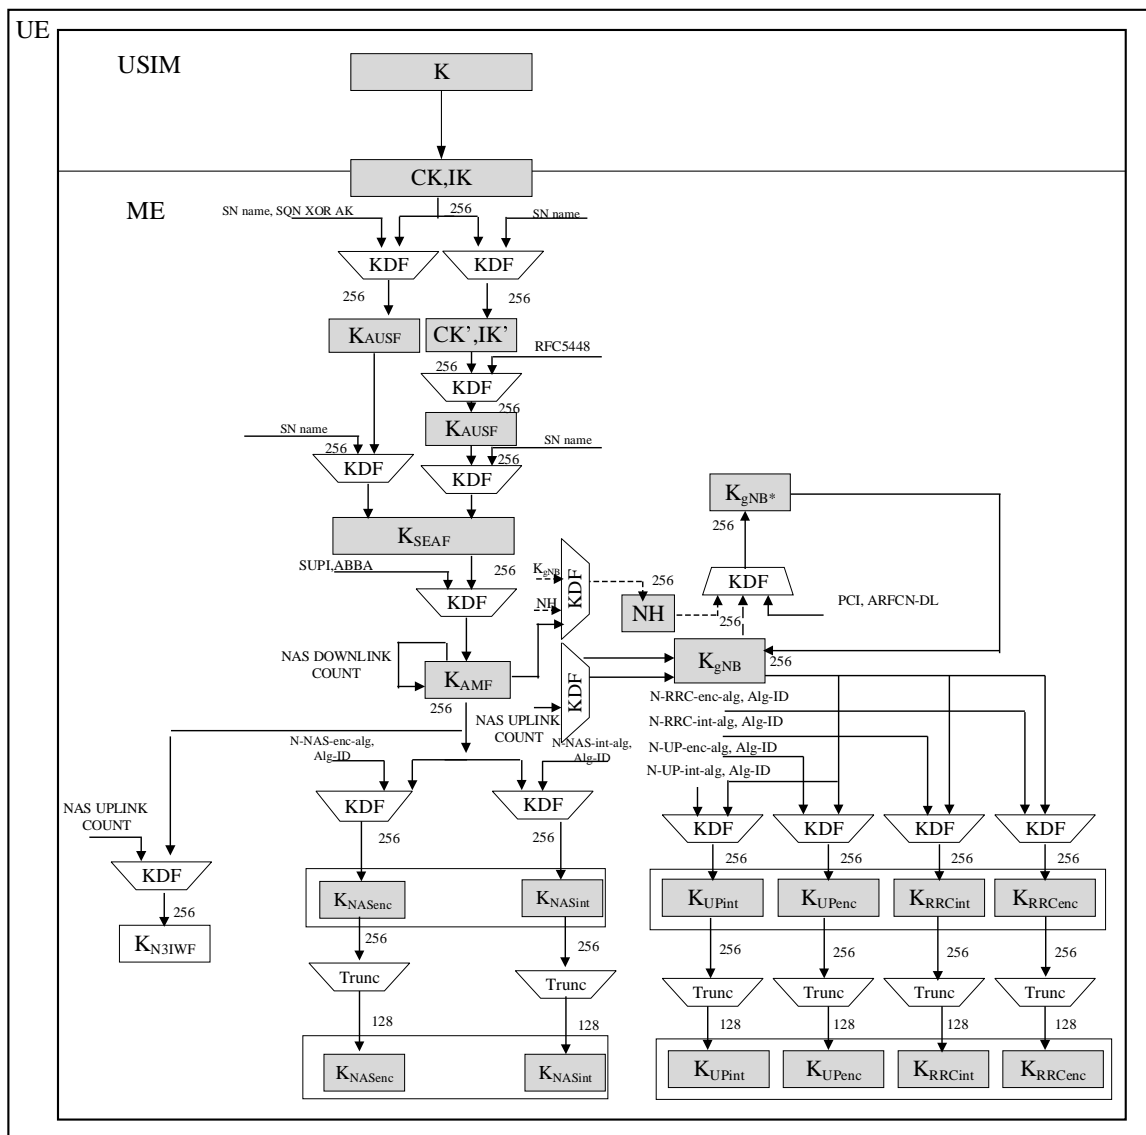 UE
USIM
K
CK,IK
ME
SN name, SQN XOR AK
256
SN name
KDF
KDF
256
256
KAUSF
CK’,IK’
RFC5448
256
KDF
256
KAUSF
SN name
SN name
256
256
KDF
KDF
KgNB*
KSEAF
256
SUPI,ABBA
256
KgNB
KDF
256
KDF
KDF
NH
NH
PCI, ARFCN-DL
256
NAS DOWNLINK
COUNT
KAMF
256
KDF
KgNB
256
NAS UPLINK
COUNT
N-RRC-enc-alg, Alg-ID
N-RRC-int-alg, Alg-ID
N-NAS-enc-alg,
Alg-ID
N-NAS-int-alg,
Alg-ID
N-UP-enc-alg, Alg-ID
N-UP-int-alg, Alg-ID
NAS UPLINK
COUNT
KDF
KDF
KDF
KDF
KDF
KDF
256
256
256
256
256
256
KDF
256
KN3IWF
KNASenc
KNASint
KUPint
KUPenc
KRRCint
KRRCenc
256
256
256
256
256
256
Trunc
Trunc
Trunc
Trunc
Trunc
Trunc
128
128
128
128
128
128
KNASenc
KNASint
KUPint
KUPenc
KRRCint
KRRCenc